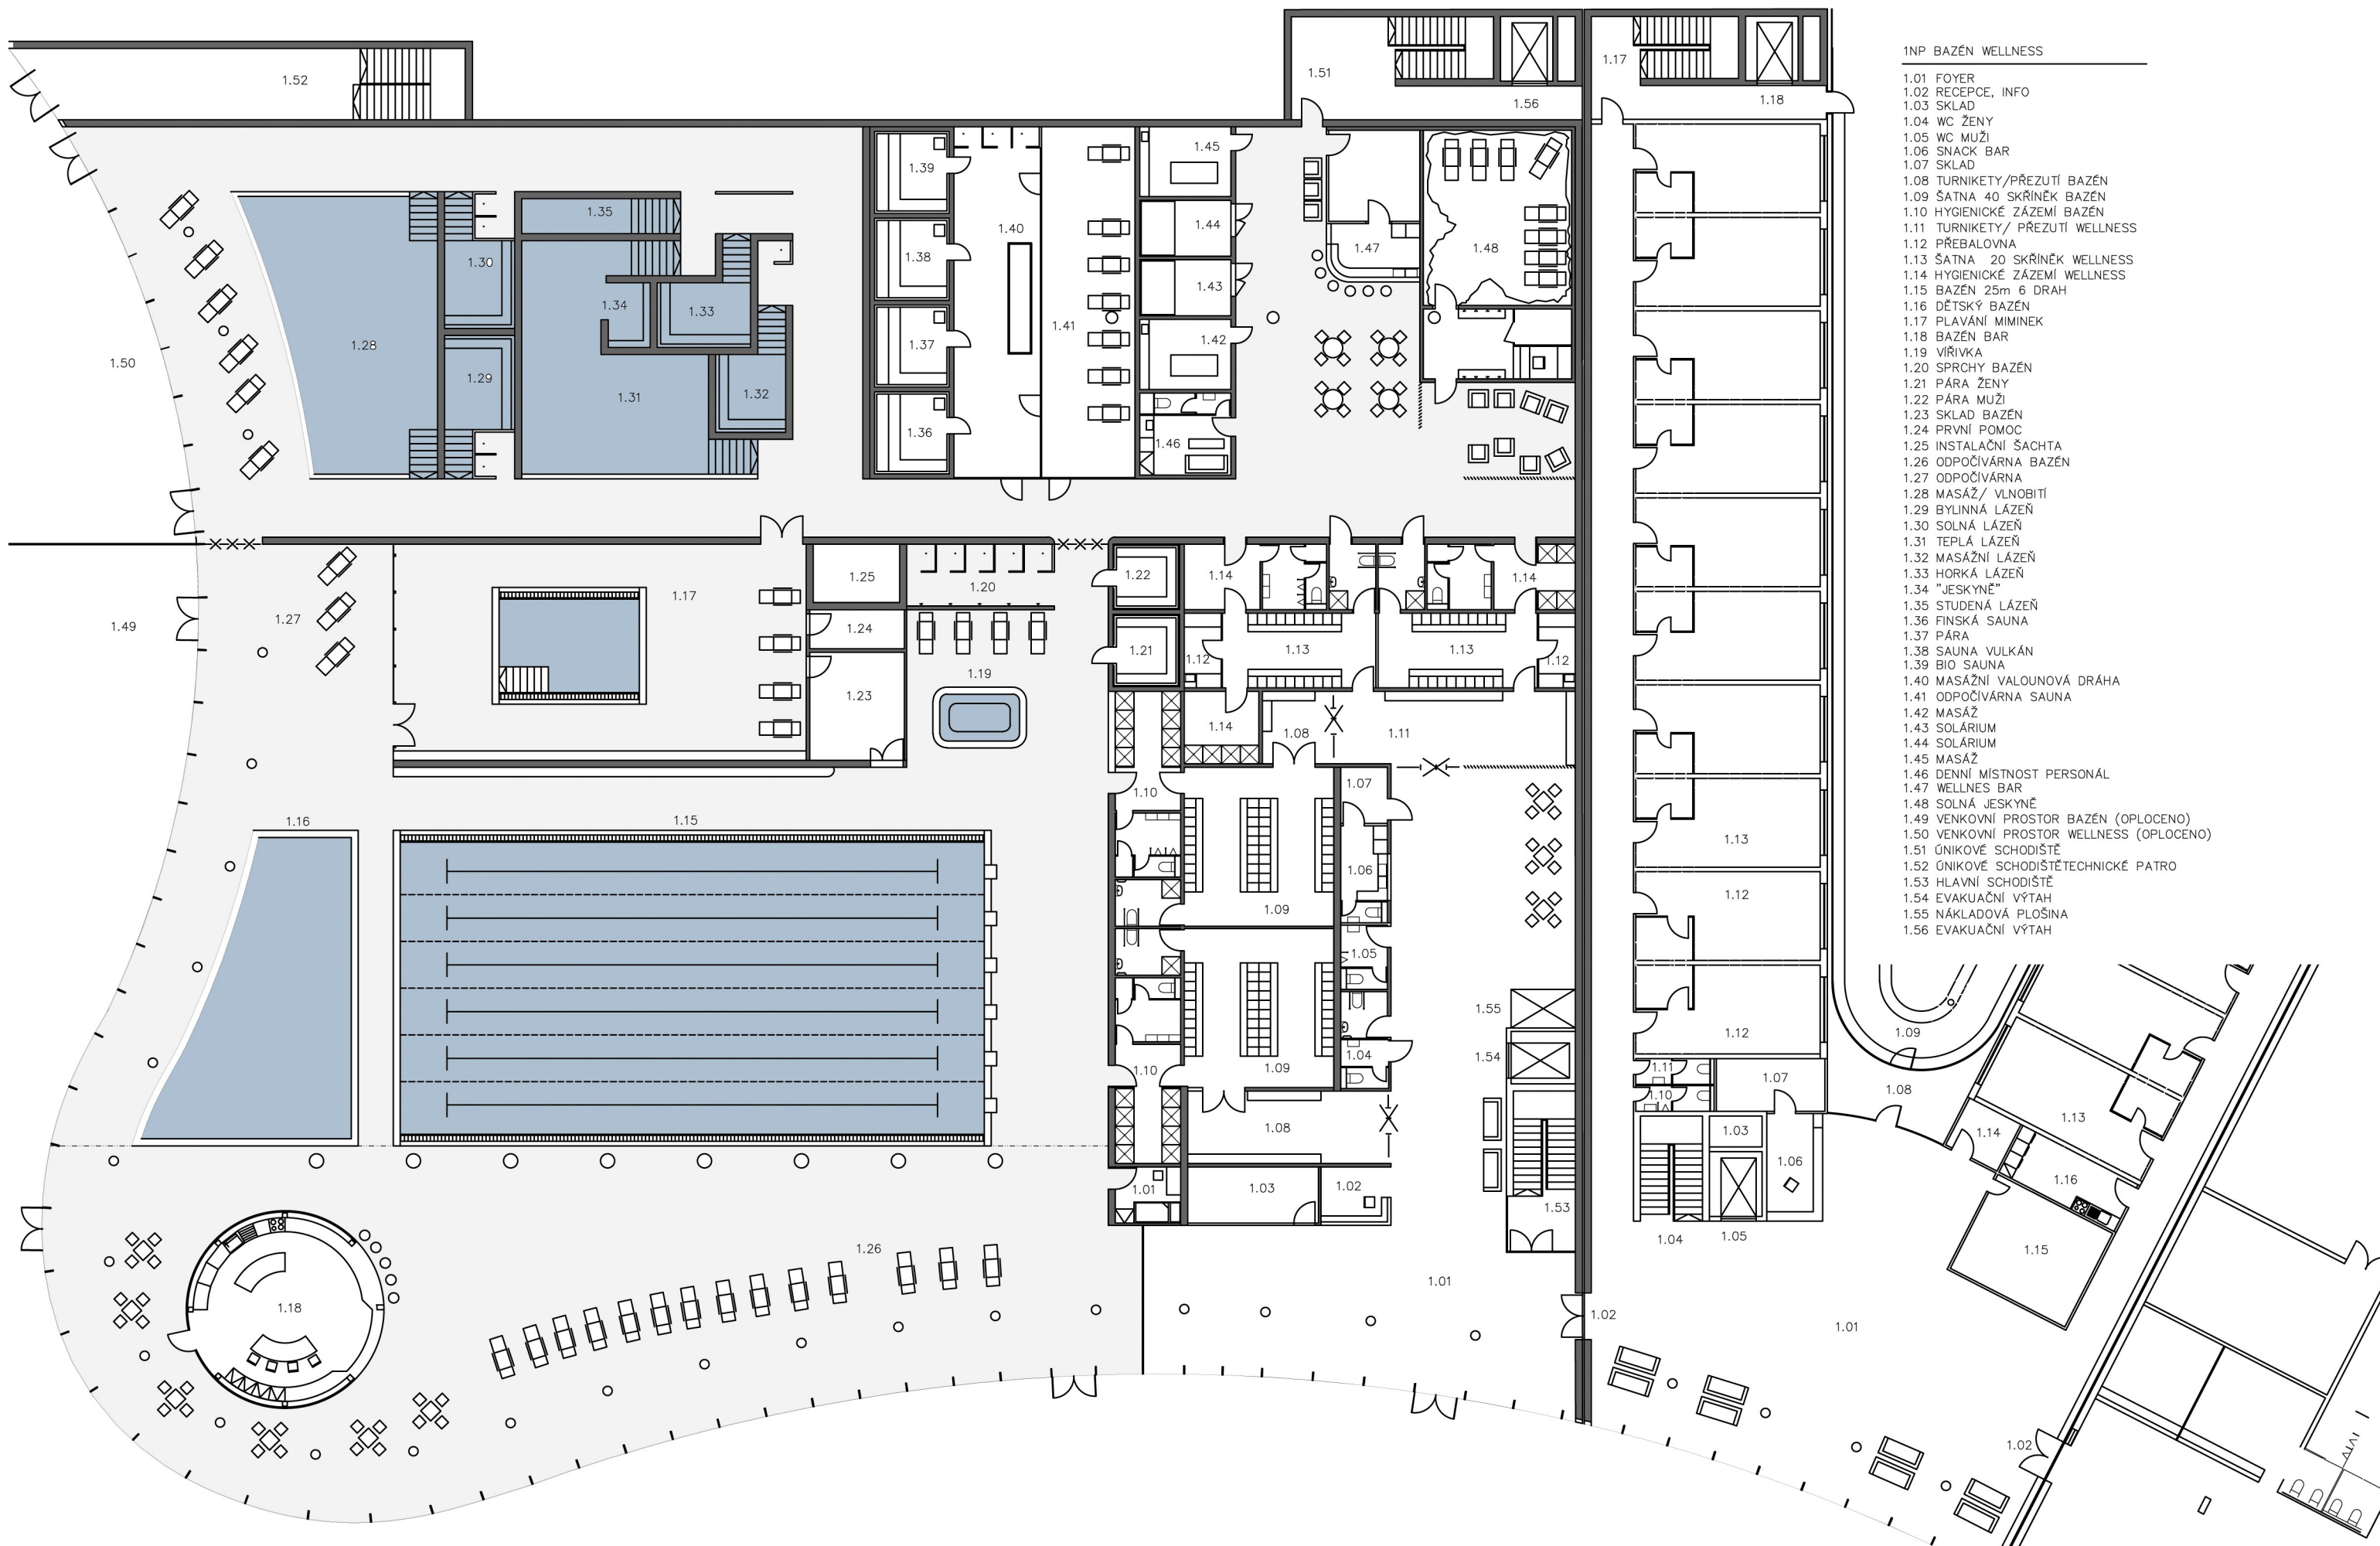 1NP BAZÉN WELLNESS
1.01 FOYER
1.02 RECEPCE, INFO
1.03 SKLAD
1.04 WC ŽENY
1.05 WC MUŽI
1.06 SNACK BAR
1.07 SKLAD
1.08 TURNIKETY/PŘEZUTÍ BAZÉN
1.09 ŠATNA 40 SKŘÍNĚK BAZÉN
1.10 HYGIENICKÉ ZÁZEMÍ BAZÉN
1.11 TURNIKETY/ PŘEZUTÍ WELLNESS
1.12 PŘEBALOVNA
1.13 ŠATNA 20 SKŘÍNĚK WELLNESS
1.14 HYGIENICKÉ ZÁZEMÍ WELLNESS
1.15 BAZÉN 25m 6 DRAH
1.16 DĚTSKÝ BAZÉN
1.17 PLAVÁNÍ MIMINEK
1.18 BAZÉN BAR
1.19 VÍŘIVKA
1.20 SPRCHY BAZÉN
1.21 PÁRA ŽENY
1.22 PÁRA MUŽI
1.23 SKLAD BAZÉN
1.24 PRVNÍ POMOC
1.25 INSTALAČNÍ ŠACHTA
1.26 ODPOČÍVÁRNA BAZÉN
1.27 ODPOČÍVÁRNA
1.28 MASÁŽ/ VLNOBITÍ
1.29 BYLINNÁ LÁZEŇ
1.30 SOLNÁ LÁZEŇ
1.31 TEPLÁ LÁZEŇ
1.32 MASÁŽNÍ LÁZEŇ
1.33 HORKÁ LÁZEŇ
1.34 "JESKYNĚ"
1.35 STUDENÁ LÁZEŇ
1.36 FINSKÁ SAUNA
1.37 PÁRA
1.38 SAUNA VULKÁN
1.39 BIO SAUNA
1.40 MASÁŽNÍ VALOUNOVÁ DRÁHA
1.41 ODPOČÍVÁRNA SAUNA
1.42 MASÁŽ
1.43 SOLÁRIUM
1.44 SOLÁRIUM
1.45 MASÁŽ
1.46 DENNÍ MÍSTNOST PERSONÁL
1.47 WELLNES BAR
1.48 SOLNÁ JESKYNĚ
1.49 VENKOVNÍ PROSTOR BAZÉN (OPLOCENO)
1.50 VENKOVNÍ PROSTOR WELLNESS (OPLOCENO)
1.51 ÚNIKOVÉ SCHODIŠTĚ
1.52 ÚNIKOVÉ SCHODIŠTĚTECHNICKÉ PATRO
1.53 HLAVNÍ SCHODIŠTĚ
1.54 EVAKUAČNÍ VÝTAH
1.55 NÁKLADOVÁ PLOŠINA
1.56 EVAKUAČNÍ VÝTAH
1.52
1.51
1.17
1.56
1.18
1.39
1.40
1.45
1.35
1.44
1.47
1.48
1.30
1.38
1.43
1.34
1.33
1.41
1.42
1.28
1.37
1.50
1.29
1.31
1.32
1.36
1.46
1.25
1.22
1.14
1.14
1.20
1.17
1.27
1.49
1.24
1.21
1.12
1.13
1.13
1.12
1.19
1.23
1.14
1.08
1.11
1.10
1.07
1.16
1.15
1.13
1.06
1.09
1.12
1.05
1.55
1.12
1.09
1.54
1.04
1.09
1.10
1.11
1.07
1.10
1.08
1.13
1.08
1.03
1.14
1.06
1.16
1.01
1.03
1.02
1.53
1.04
1.05
1.15
1.26
1.01
1.18
1.02
1.01
1.02